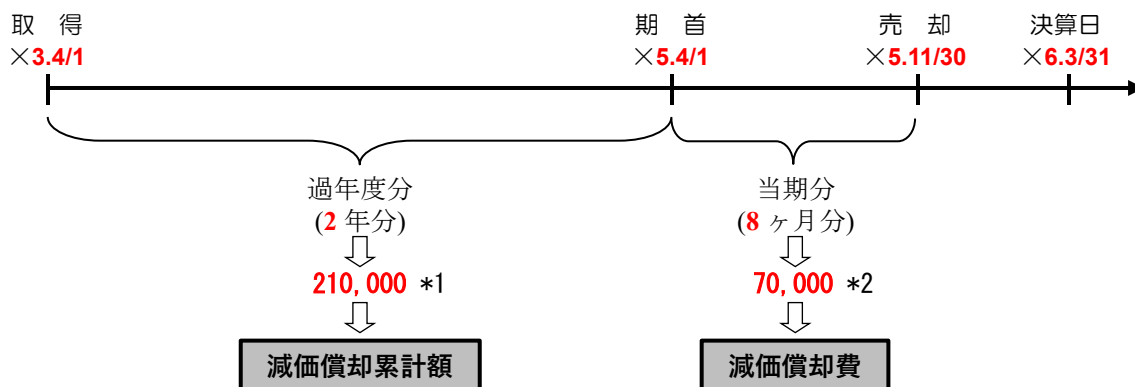 取　得　期　首　売　却　決算日
×3.4/1　×5.4/1　×5.11/30　×6.3/31
過年度分　当期分
(2 年分)　(8 ヶ月分)
210,000 *1　70,000 *2
減価償却累計額　減価償却費